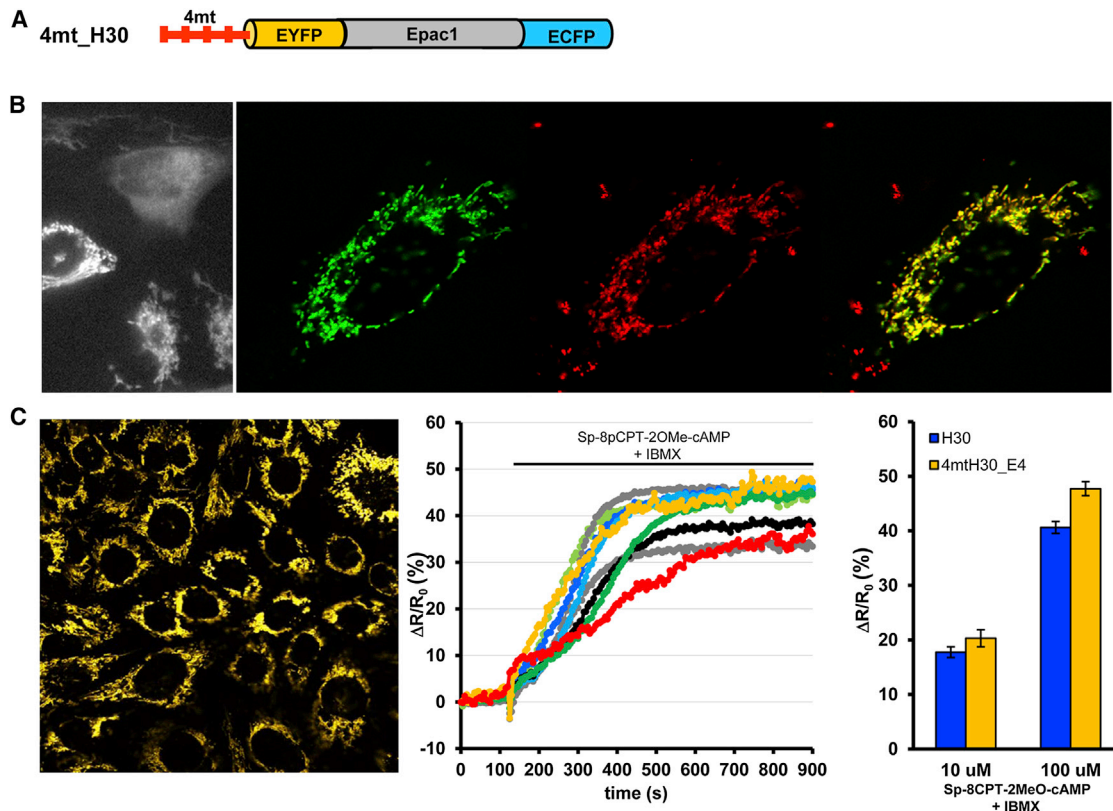 A
4mt
4mt_H30
EYFP
Epac1
ECFP
B
C
60
50
40
30
20
10
0
-10
ΔR/R0 (%)
Sp-8pCPT-2OMe-cAMP
+ IBMX
0 100 200 300 400 500 600 700 800 900
time (s)
60
50
40
30
20
10
0
ΔR/R0 (%)
H30
4mtH30_E4
10 uM 100 uM
Sp-8CPT-2MeO-cAMP
+ IBMX